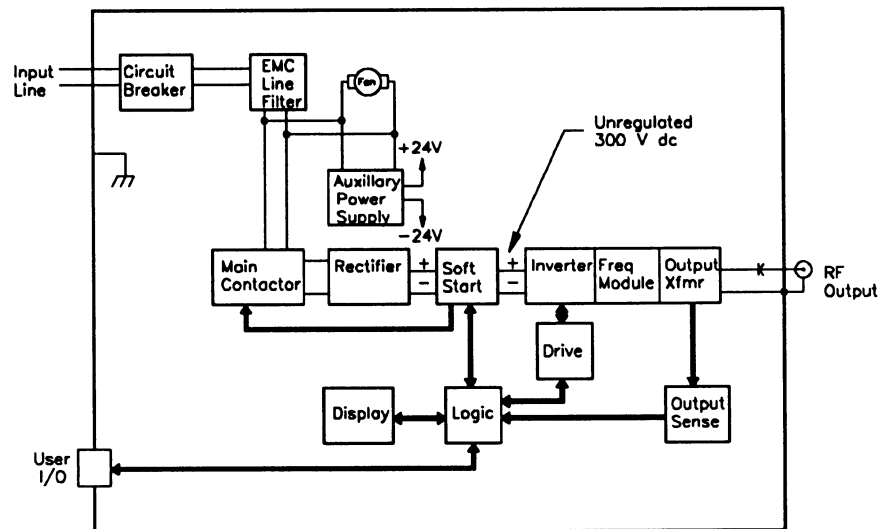 Input
Line
Circuit
Breaker
EMC
Line
Filter
Fan
Unregulated
300 V dc
+24V
Auxillary
Power
Supply
-24V
Main
Contactor
Rectifier
+
-
Soft
Start
+
-
Inverter
Freq
Module
Output
Xfmr
RF
Output
Drive
Display
Logic
Output
Sense
User
I/O